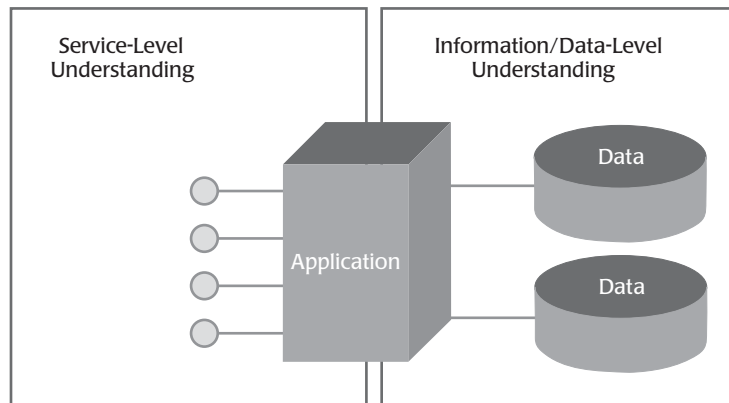 Service-Level
Understanding
Information/Data-Level
Understanding
Data
Application
Data